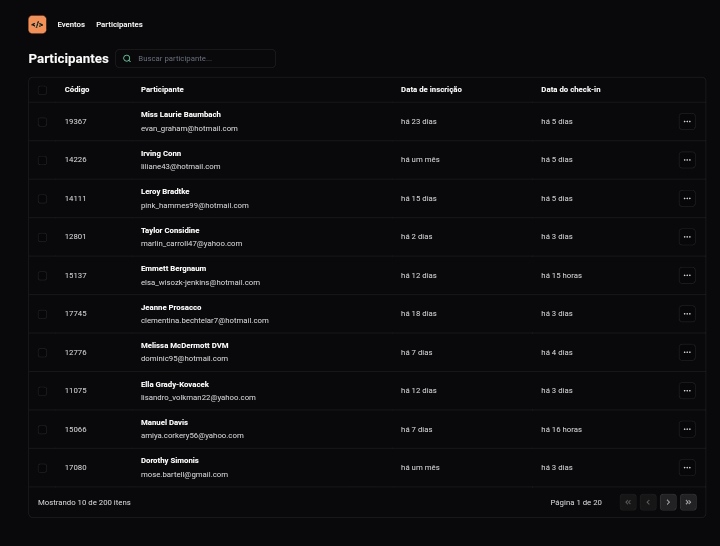 </>
Eventos Participantes
Participantes
Buscar participante...
Código Participante Data de inscrição Data do check-in
19367 Miss Laurie Baumbach há 23 dias há 5 dias
evan_graham@hotmail.com
14226 Irving Conn há um mês há 5 dias
liliane43@hotmail.com
14111 Leroy Bradtke há 15 dias há 5 dias
pink_hammes99@hotmail.com
12801 Taylor Considine há 2 dias há 3 dias
marlin_carroll47@yahoo.com
15137 Emmett Bergnaum há 12 dias há 15 horas
elsa_wisozk-jenkins@hotmail.com
17745 Jeanne Prosacco há 18 dias há 3 dias
clementina.bechtelar7@hotmail.com
12776 Melissa McDermott DVM há 7 dias há 4 dias
dominic95@hotmail.com
11075 Ella Grady-Kovacek há 12 dias há 3 dias
lisandro_volkman22@yahoo.com
15066 Manuel Davis há 7 dias há 16 horas
amiya.corkery56@yahoo.com
17080 Dorothy Simonis há um mês há 3 dias
mose.bartell@gmail.com
Mostrando 10 de 200 itens Página 1 de 20